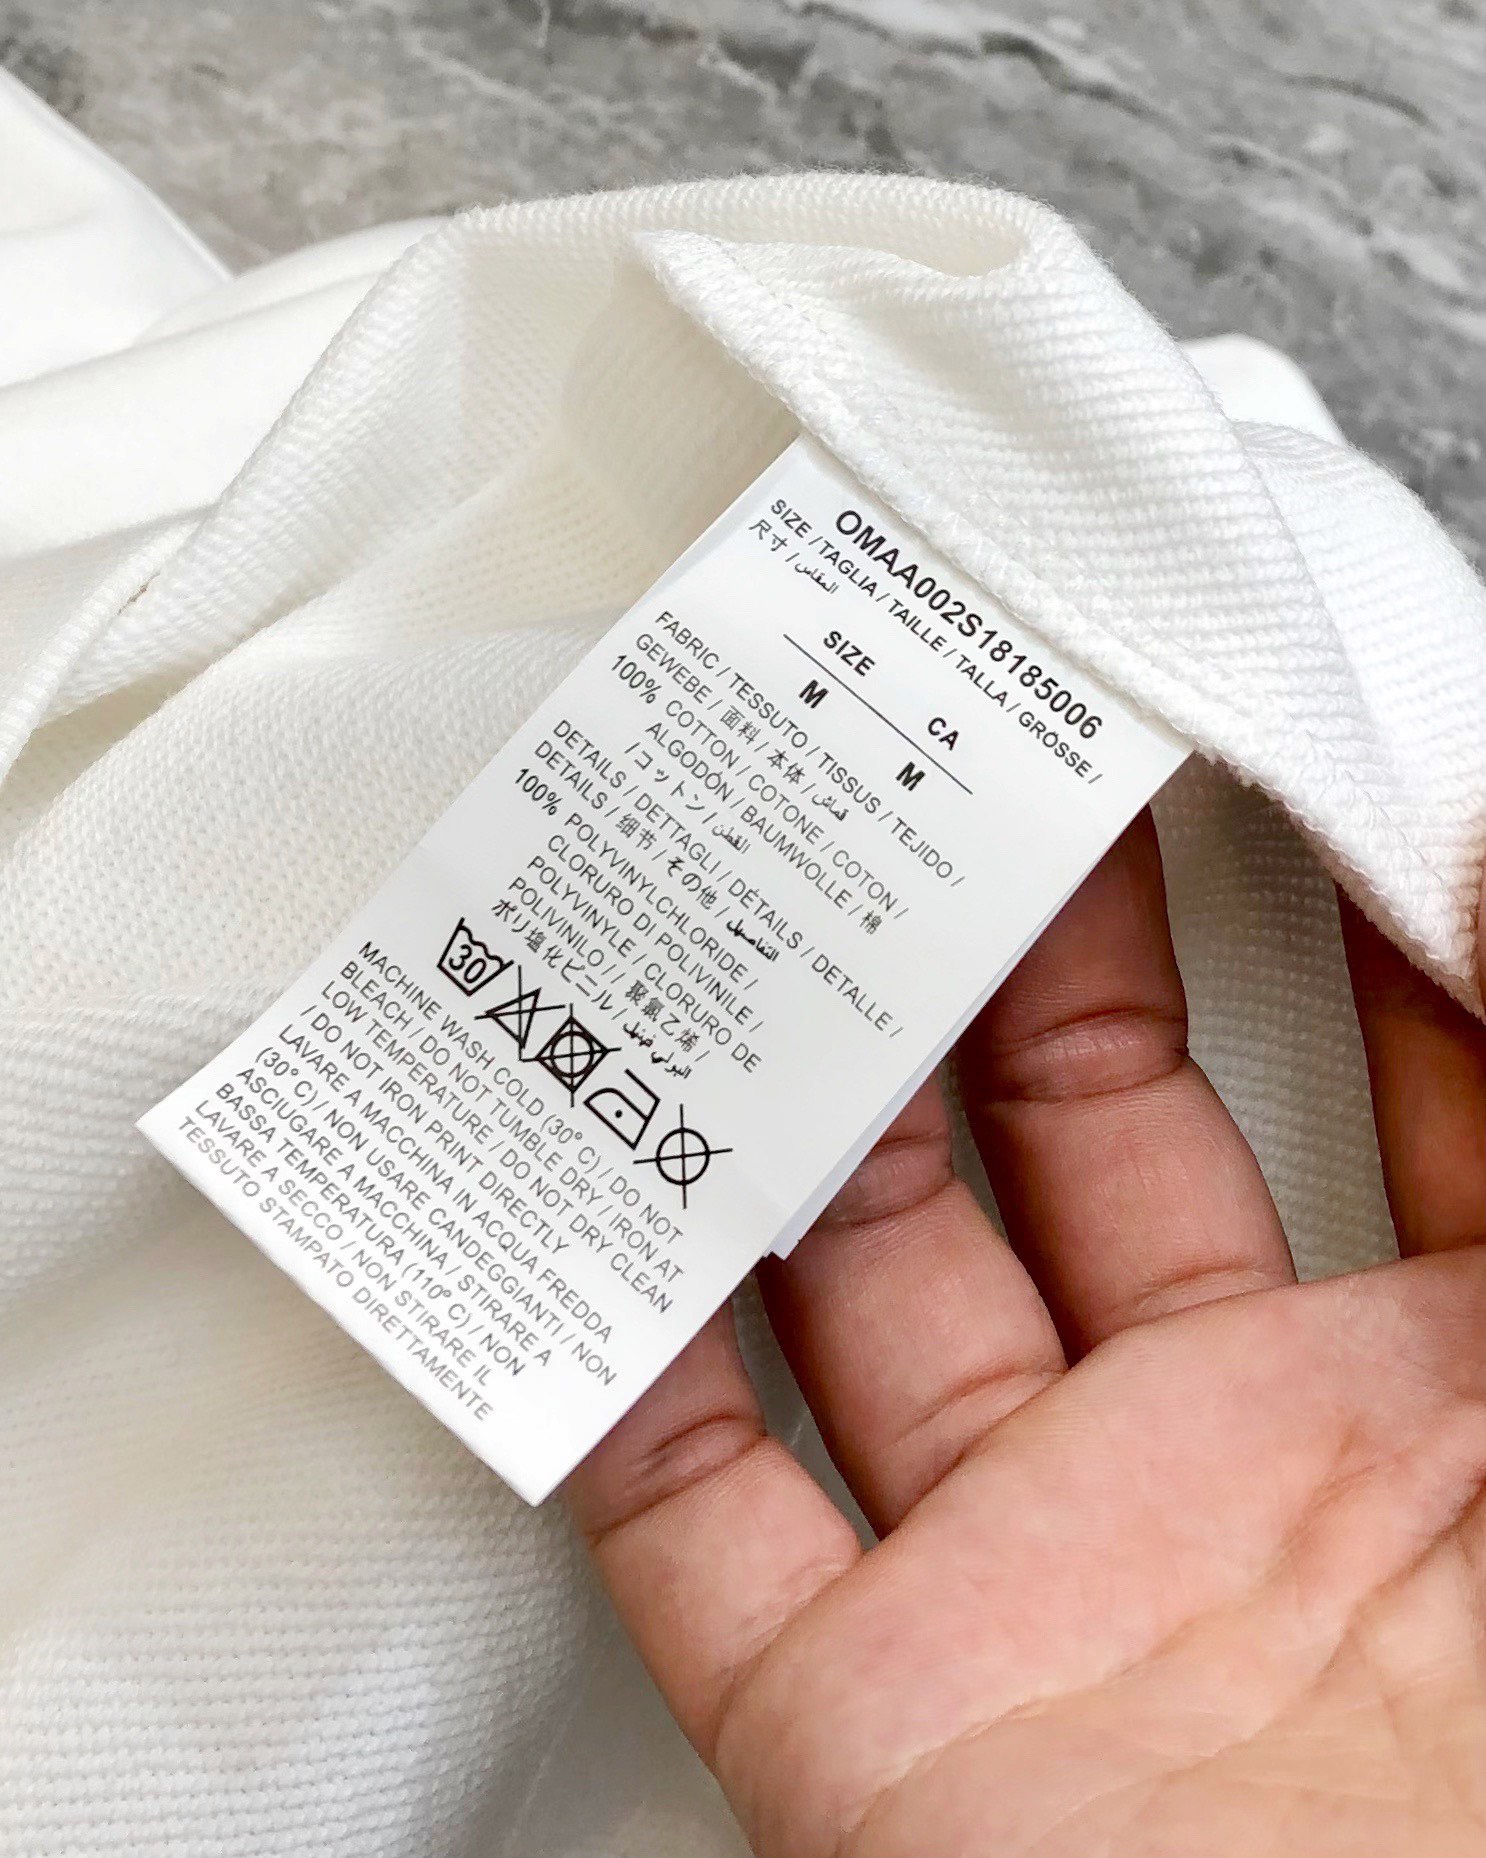 OMAA002S18185006
SIZE / TAGLIA / TAILLE / TALLA / GRÖSSE /
尺寸 / المقاس
SIZE CA
M M
FABRIC / TESSUTO / TISSUS / TEJIDO /
GEWEBE / 面料 / 本体 / قماش
100% COTTON / COTONE / COTON /
ALGODÓN / BAUMWOLLE / 棉
/ コットン / القطن
DETAILS / DETTAGLI / DÉTAILS / DETALLE /
DETAILS / 细节 / その他 / التفاصيل
100% POLYVINYLCHLORIDE /
CLORURO DI POLIVINILE /
POLYVINYLE / CLORURO DE
POLIVINILO / / 聚氯乙烯 /
ポリ塩化ビニル / البولي فينيل
30
MACHINE WASH COLD (30° C) / DO NOT
BLEACH / DO NOT TUMBLE DRY / IRON AT
LOW TEMPERATURE / DO NOT DRY CLEAN
/ DO NOT IRON PRINT DIRECTLY
LAVARE A MACCHINA IN ACQUA FREDDA
(30° C) / NON USARE CANDEGGIANTI / NON
ASCIUGARE A MACCHINA / STIRARE A
BASSA TEMPERATURA (110° C) / NON
LAVARE A SECCO / NON STIRARE IL
TESSUTO STAMPATO DIRETTAMENTE